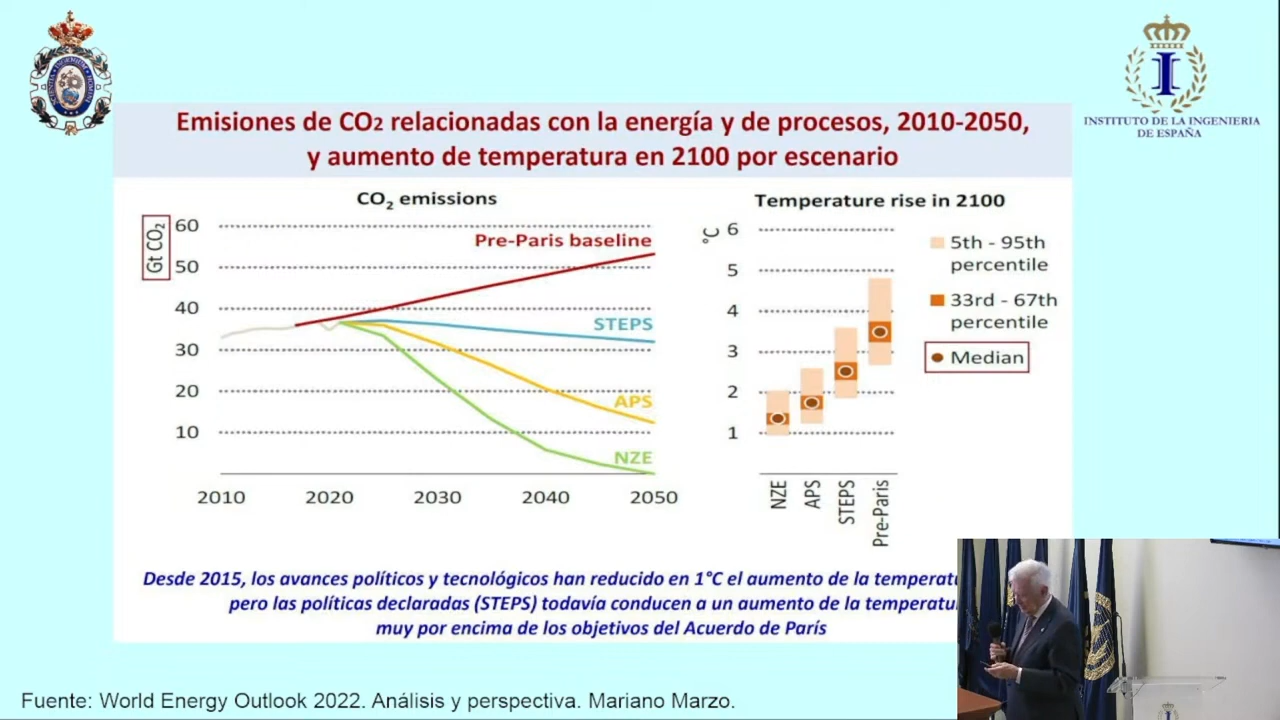 INSTITUTO DE LA INGENIERIA
DE ESPAÑA
Emisiones de CO2 relacionadas con la energía y de procesos, 2010-2050,
y aumento de temperatura en 2100 por escenario
CO2 emissions
Gt CO2
60
50
40
30
20
10
Pre-Paris baseline
STEPS
APS
NZE
2010
2020
2030
2040
2050
Temperature rise in 2100
°C
6
5
4
3
2
1
NZE
APS
STEPS
Pre-Paris
5th - 95th
percentile
33rd - 67th
percentile
Median
Desde 2015, los avances políticos y tecnológicos han reducido en 1°C el aumento de la
pero las políticas declaradas (STEPS) todavía conducen a un aumento de la
muy por encima de los objetivos del Acuerdo de París
Fuente: World Energy Outlook 2022. Análisis y perspectiva. Mariano Marzo.